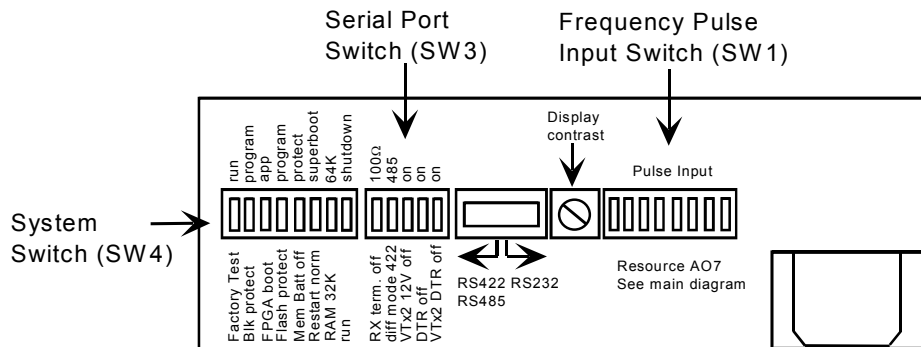 Serial Port
Switch (SW3)
Frequency Pulse
Input Switch (SW1)
Display
contrast
run
program
app
program
protect
superboot
64K
shutdown
100Ω
485
on
on
on
Pulse Input
System
Switch (SW4)
Factory Test
Blk protect
FPGA boot
Flash protect
Mem Batt off
Restart norm
RAM 32K
run
RX term. off
diff mode 422
VTx2 12V off
DTR off
VTx2 DTR off
RS422 RS232
RS485
Resource AO7
See main diagram